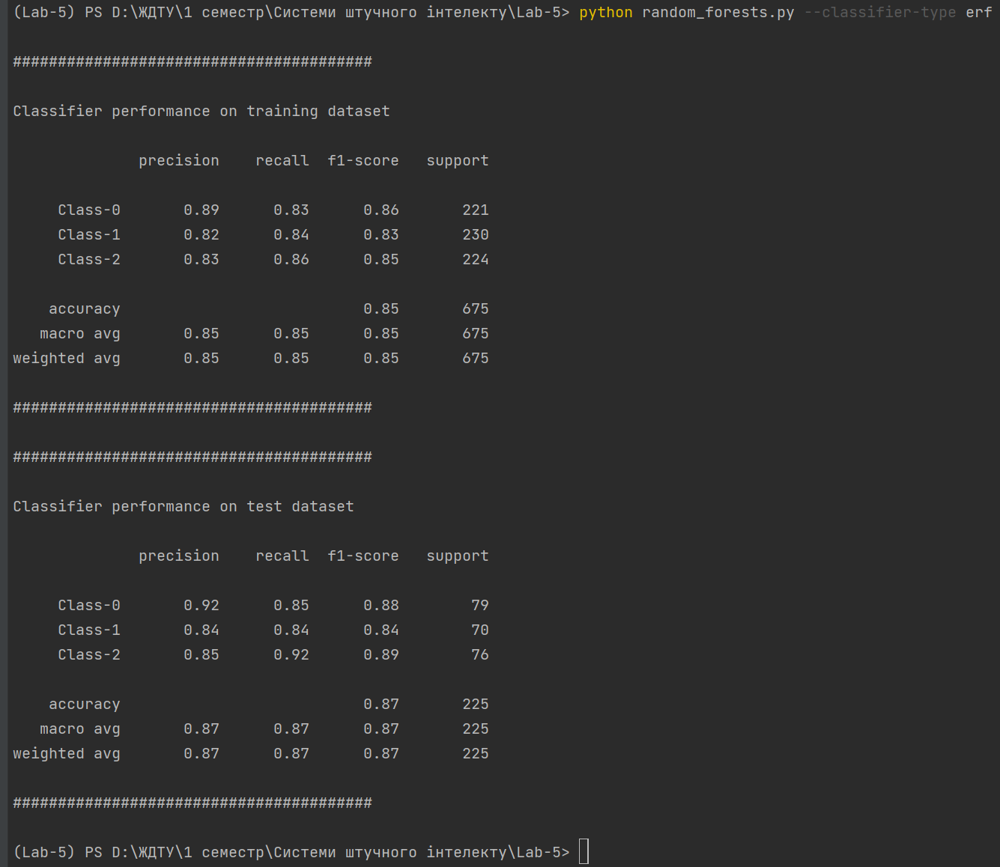 (Lab-5) PS D:\ЖДТУ\1 семестр\Системи штучного інтелекту\Lab-5> python random_forests.py --classifier-type erf
########################################
Classifier performance on training dataset
precision recall f1-score support
Class-0 0.89 0.83 0.86 221
Class-1 0.82 0.84 0.83 230
Class-2 0.83 0.86 0.85 224
accuracy 0.85 675
macro avg 0.85 0.85 0.85 675
weighted avg 0.85 0.85 0.85 675
########################################
########################################
Classifier performance on test dataset
precision recall f1-score support
Class-0 0.92 0.85 0.88 79
Class-1 0.84 0.84 0.84 70
Class-2 0.85 0.92 0.89 76
accuracy 0.87 225
macro avg 0.87 0.87 0.87 225
weighted avg 0.87 0.87 0.87 225
########################################
(Lab-5) PS D:\ЖДТУ\1 семестр\Системи штучного інтелекту\Lab-5>